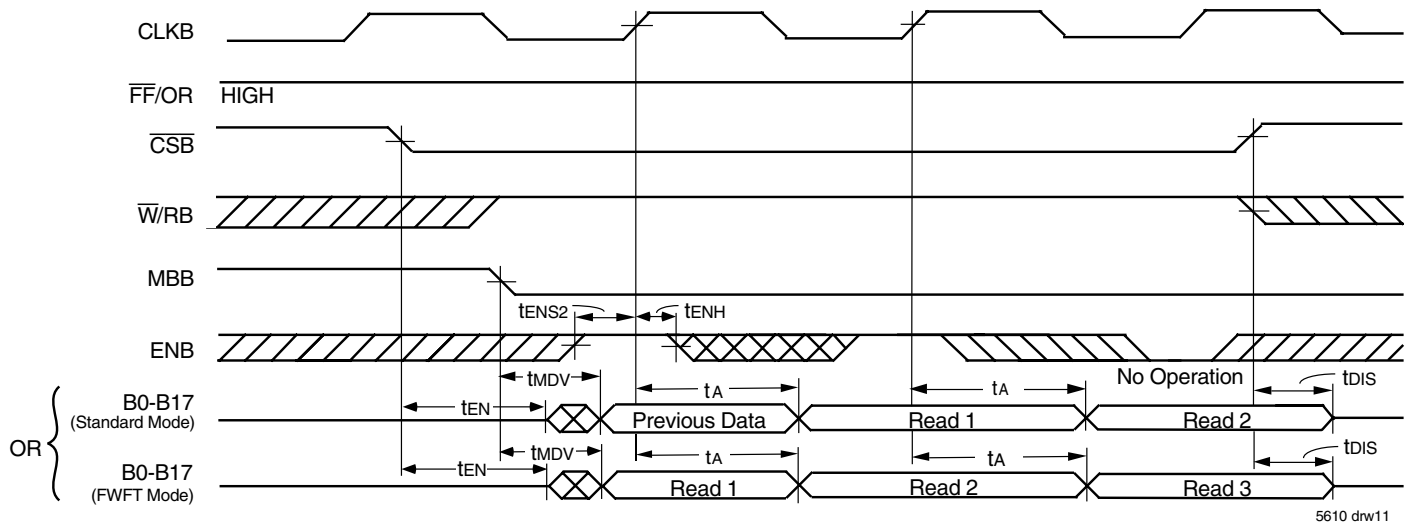 CLKB
FF/OR HIGH
CSB
W/RB
MBB
tENS2 tENH
ENB
No Operation
tMDV tA tA tDIS
B0-B17
(Standard Mode)
tEN Previous Data Read 1 Read 2
OR
tMDV tA tA tDIS
B0-B17
(FWFT Mode)
tEN Read 1 Read 2 Read 3
5610 drw11